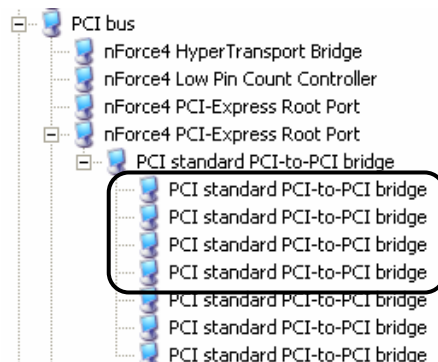 PCI bus
nForce4 HyperTransport Bridge
nForce4 Low Pin Count Controller
nForce4 PCI-Express Root Port
nForce4 PCI-Express Root Port
PCI standard PCI-to-PCI bridge
PCI standard PCI-to-PCI bridge
PCI standard PCI-to-PCI bridge
PCI standard PCI-to-PCI bridge
PCI standard PCI-to-PCI bridge
PCI standard PCI-to-PCI bridge
PCI standard PCI-to-PCI bridge
PCI standard PCI-to-PCI bridge